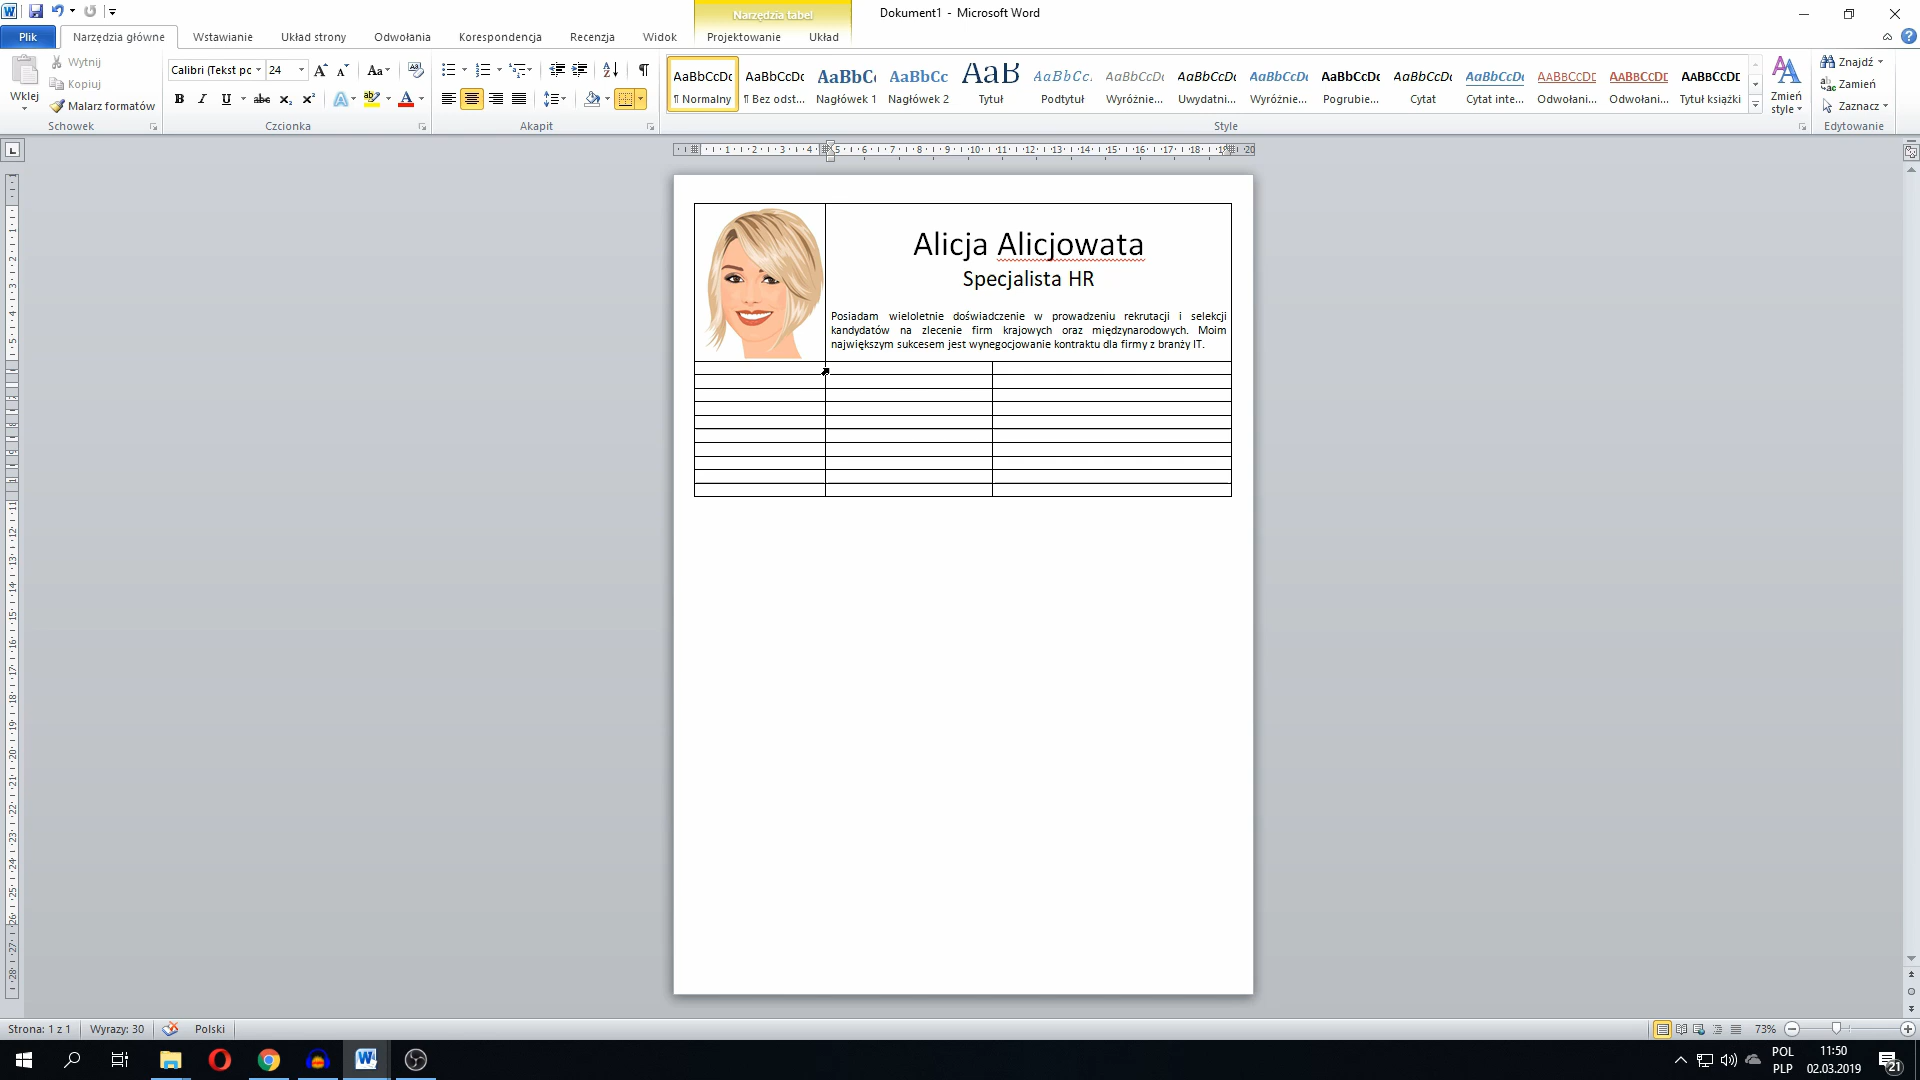 Narzędzia tabel
Dokument1 - Microsoft Word
Plik
Narzędzia główne
Wstawianie
Układ strony
Odwołania
Korespondencja
Recenzja
Widok
Projektowanie
Układ
Wklej
Wytnij
Kopiuj
Malarz formatów
Schowek
Calibri (Tekst pc
24
Czcionka
Akapit
AaBbCcDc
¶ Normalny
AaBbCcDc
¶ Bez odst...
AaBbC
Nagłówek 1
AaBbCc
Nagłówek 2
AaB
Tytuł
AaBbCc.
Podtytuł
AaBbCcDc
Wyróżnie...
AaBbCcDc
Uwydatni...
AaBbCcDc
Wyróżnie...
AaBbCcDc
Pogrubie...
AaBbCcDc
Cytat
AaBbCcDc
Cytat inte...
AABBCCDE
Odwołani...
AABBCCDE
Odwołani...
AABBCCDE
Tytuł książki
Zmień
style
Style
Znajdź
Zamień
Zaznacz
Edytowanie
Alicja Alicjowata
Specjalista HR
Posiadam wieloletnie doświadczenie w prowadzeniu rekrutacji i selekcji
kandydatów na zlecenie firm krajowych oraz międzynarodowych. Moim
największym sukcesem jest wynegocjowanie kontraktu dla firmy z branży IT.
Strona: 1 z 1
Wyrazy: 30
Polski
73%
POL
PLP
11:50
02.03.2019
21